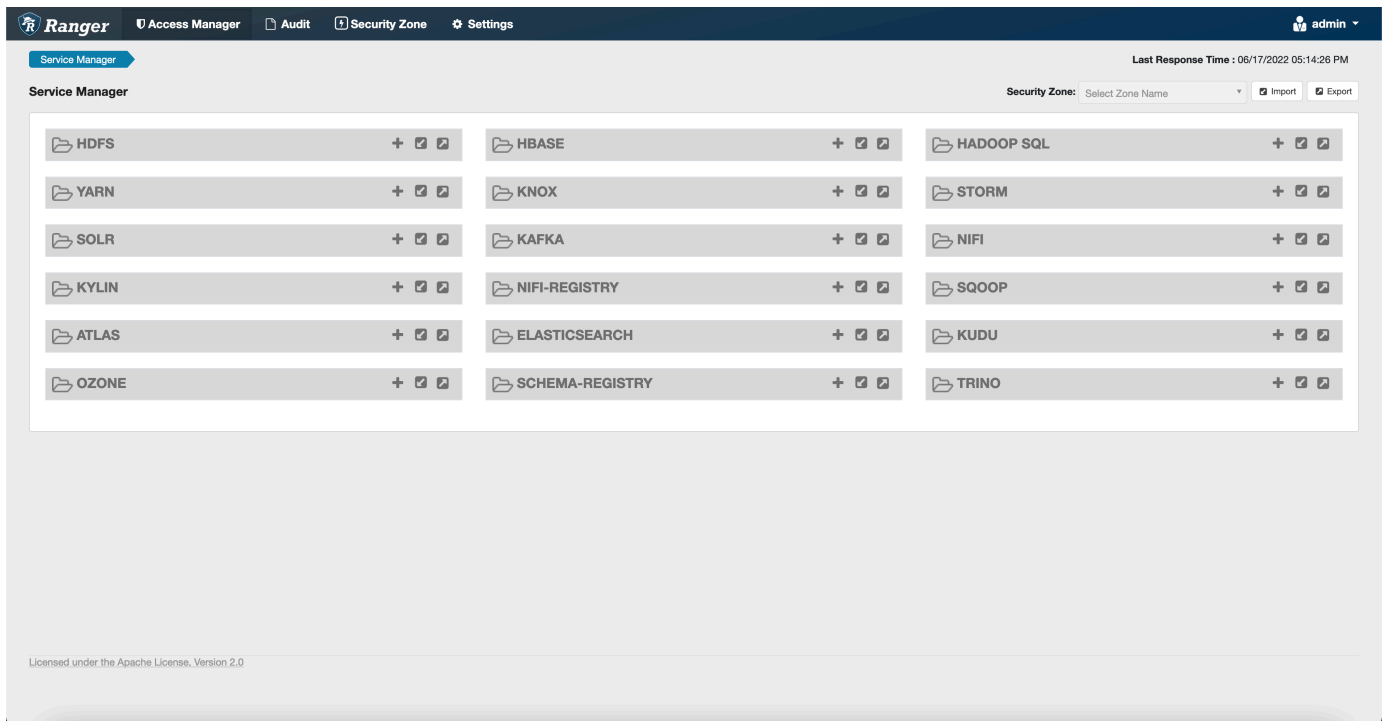 Ranger Access Manager Audit Security Zone Settings admin
Service Manager Last Response Time : 06/17/2022 05:14:26 PM
Service Manager Security Zone: Select Zone Name Import Export
HDFS HBASE HADOOP SQL
YARN KNOX STORM
SOLR KAFKA NIFI
KYLIN NIFI-REGISTRY SQOOP
ATLAS ELASTICSEARCH KUDU
OZONE SCHEMA-REGISTRY TRINO
Licensed under the Apache License, Version 2.0